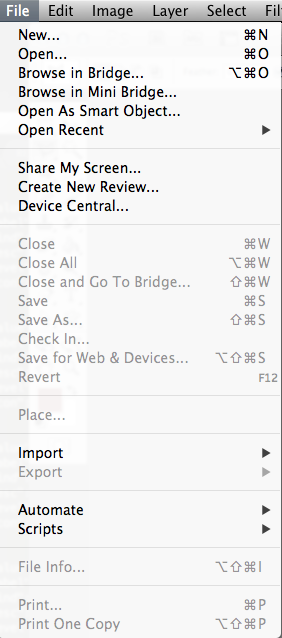 File Edit Image Layer Select
New... ⌘N
Open... ⌘O
Browse in Bridge... ⌥⌘O
Browse in Mini Bridge...
Open As Smart Object...
Open Recent ▶
Share My Screen...
Create New Review...
Device Central...
Close ⌘W
Close All ⌥⌘W
Close and Go To Bridge... ⇧⌘W
Save ⌘S
Save As... ⇧⌘S
Check In...
Save for Web & Devices... ⌥⇧⌘S
Revert F12
Place...
Import ▶
Export ▶
Automate ▶
Scripts ▶
File Info... ⌥⇧⌘I
Print... ⌘P
Print One Copy ⌥⇧⌘P